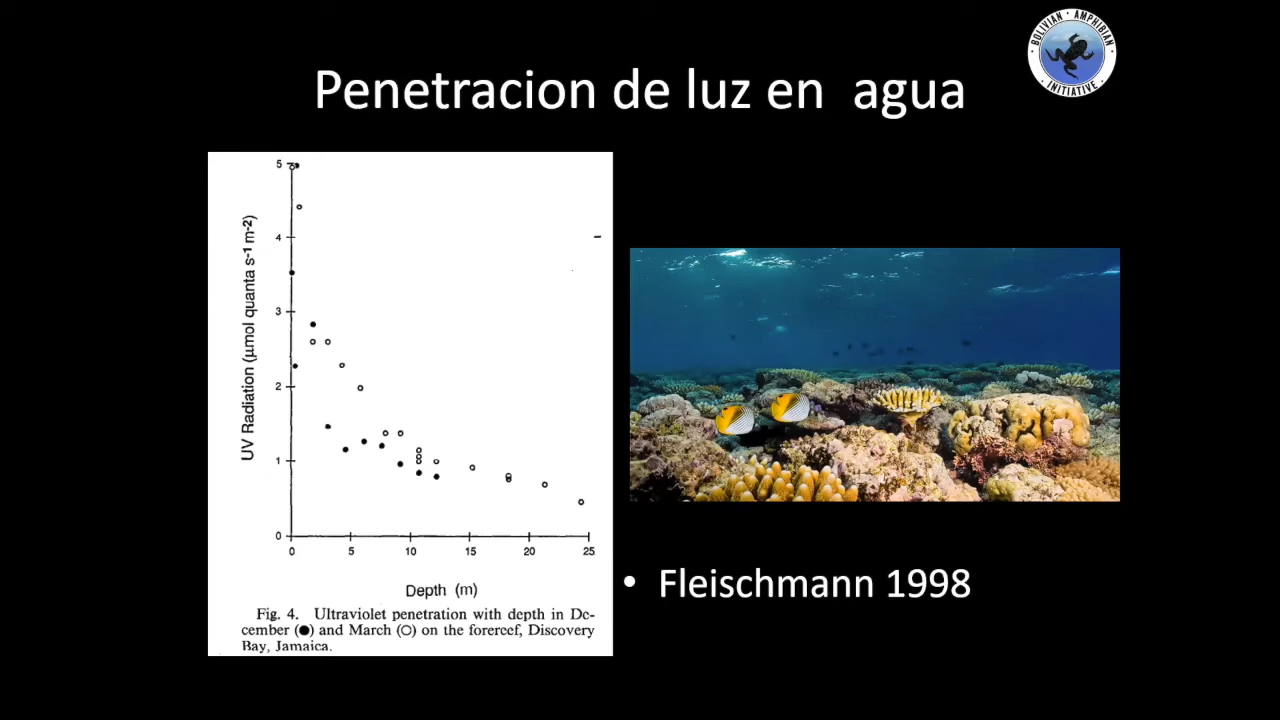 BOLIVIAN · AMPHIBIAN
· INITIATIVE ·
Penetracion de luz en agua
5
4
3
2
1
0
UV Radiation (µmol quanta s-1 m-2)
0 5 10 15 20 25
Depth (m)
Fig. 4. Ultraviolet penetration with depth in De-
cember (●) and March (○) on the forereef, Discovery
Bay, Jamaica.
• Fleischmann 1998